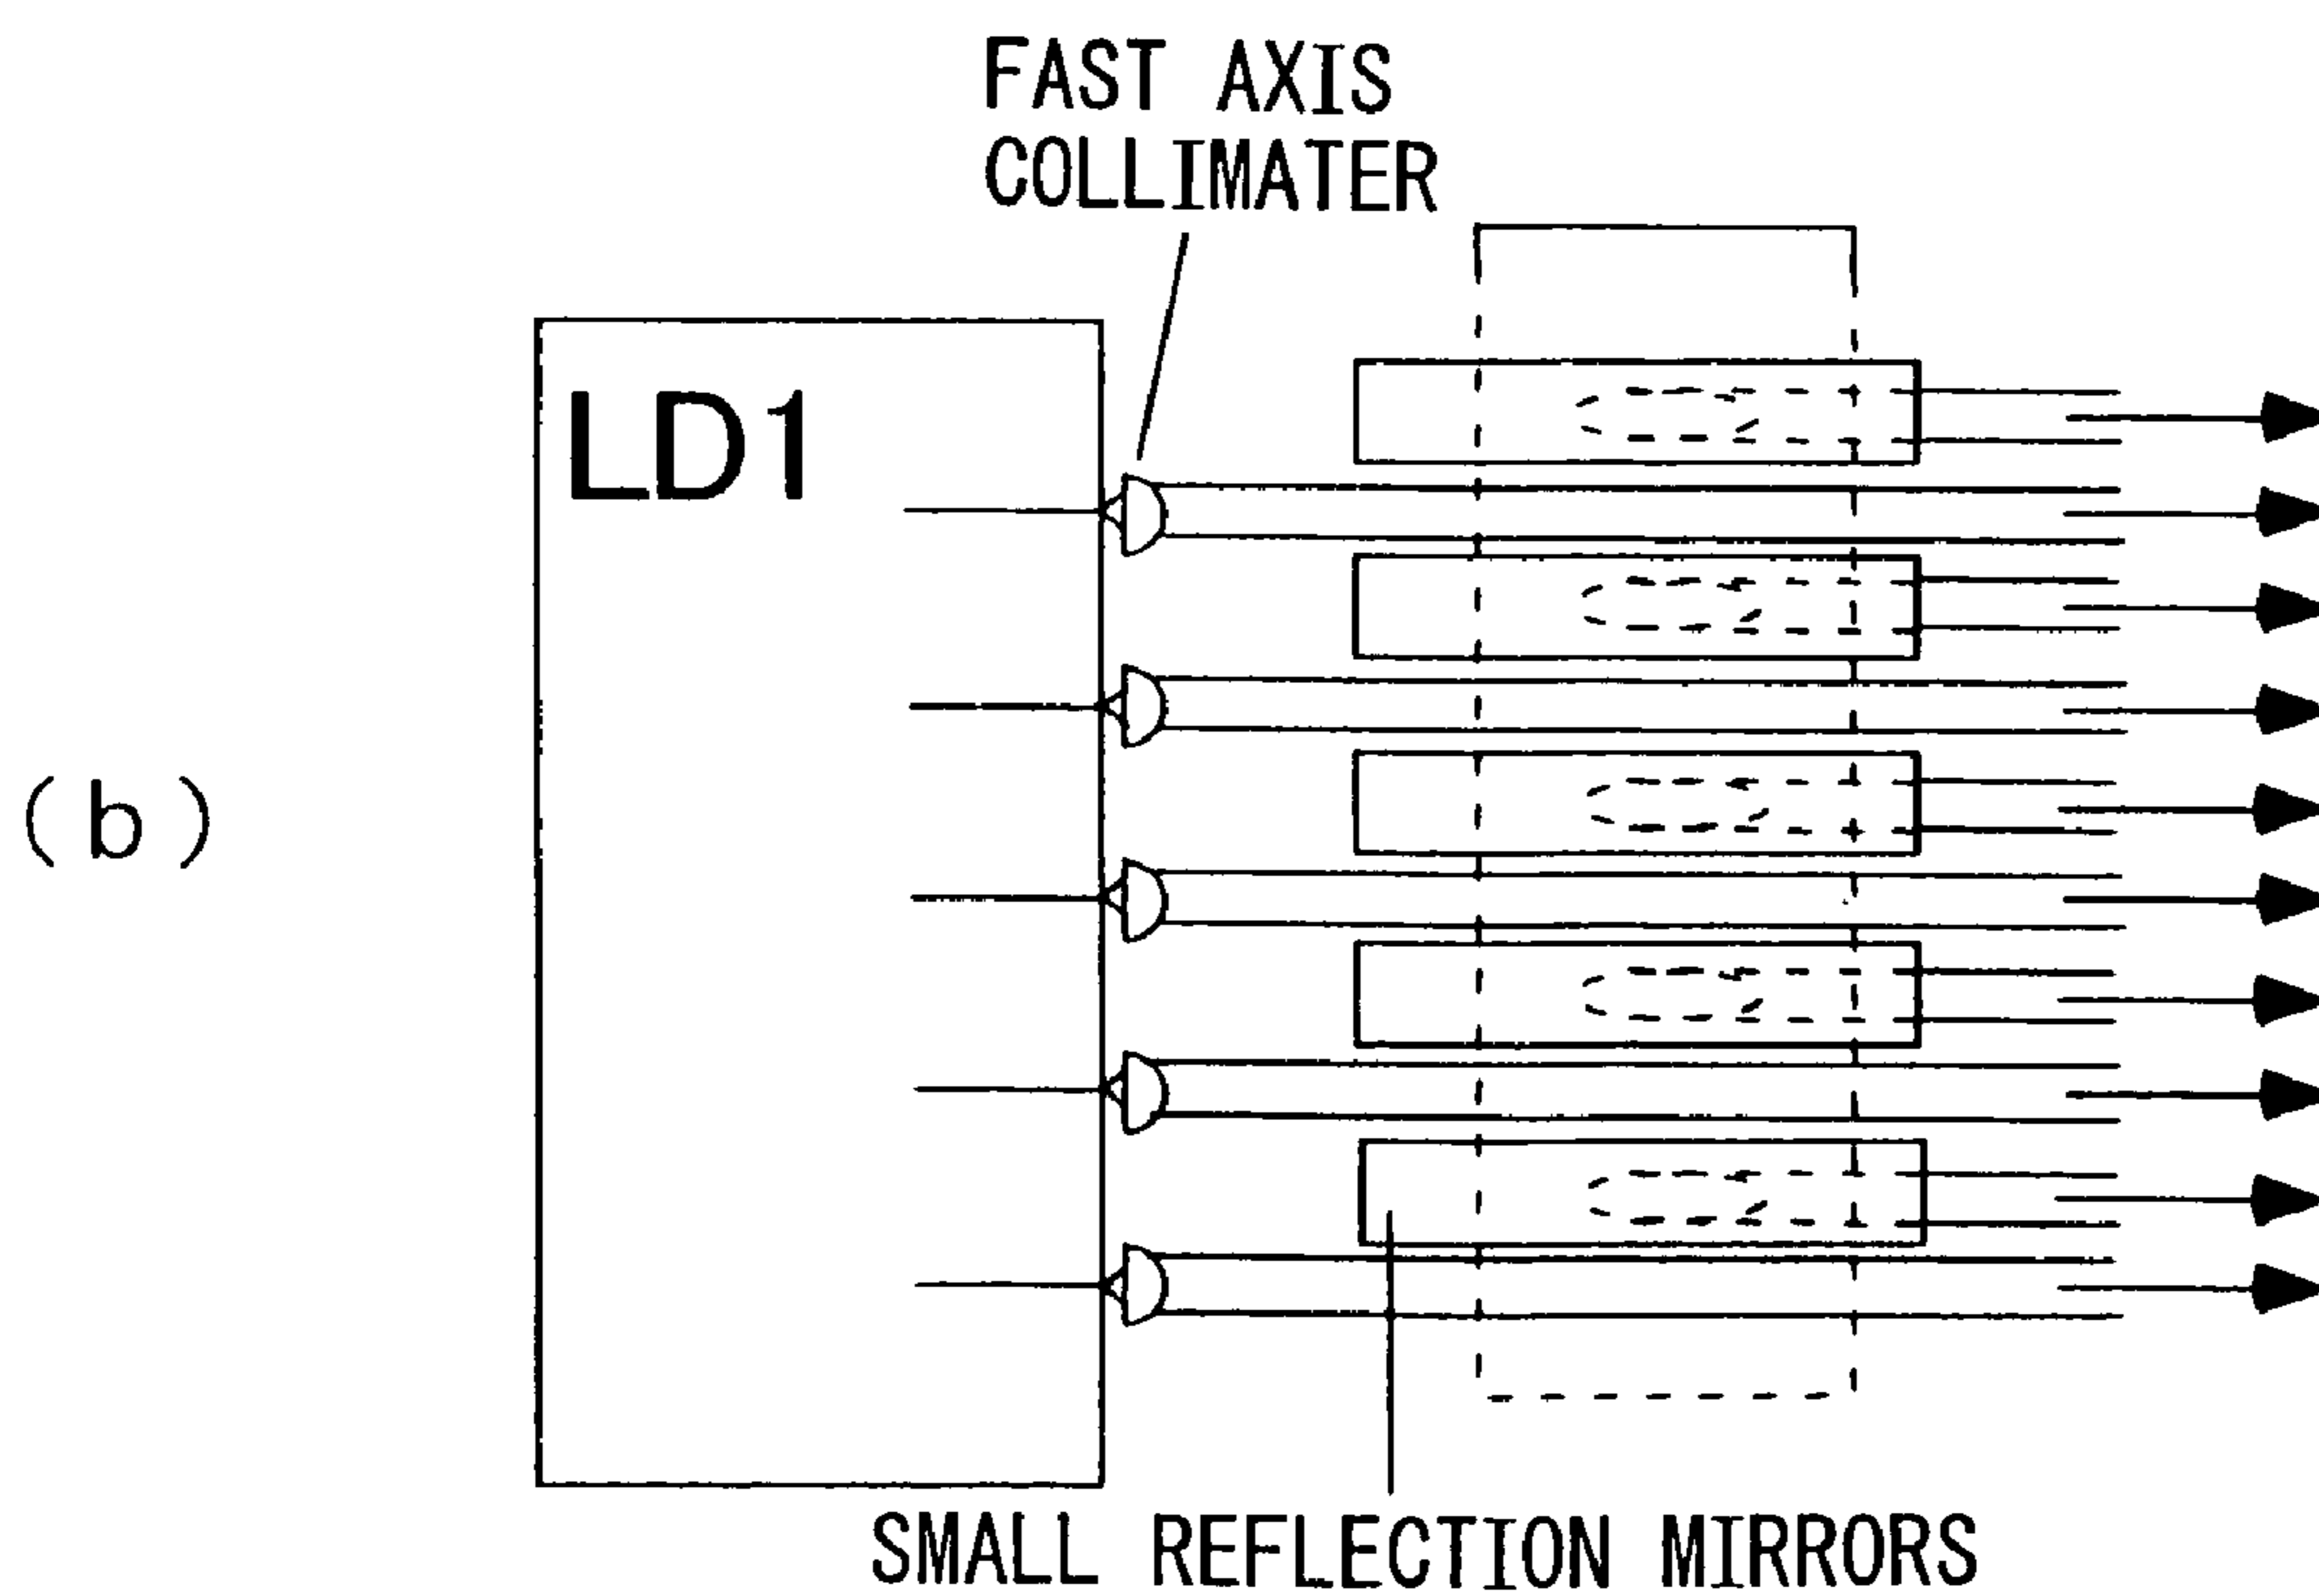 FAST AXIS
COLLIMATER
LD1
(b)
SMALL REFLECTION MIRRORS